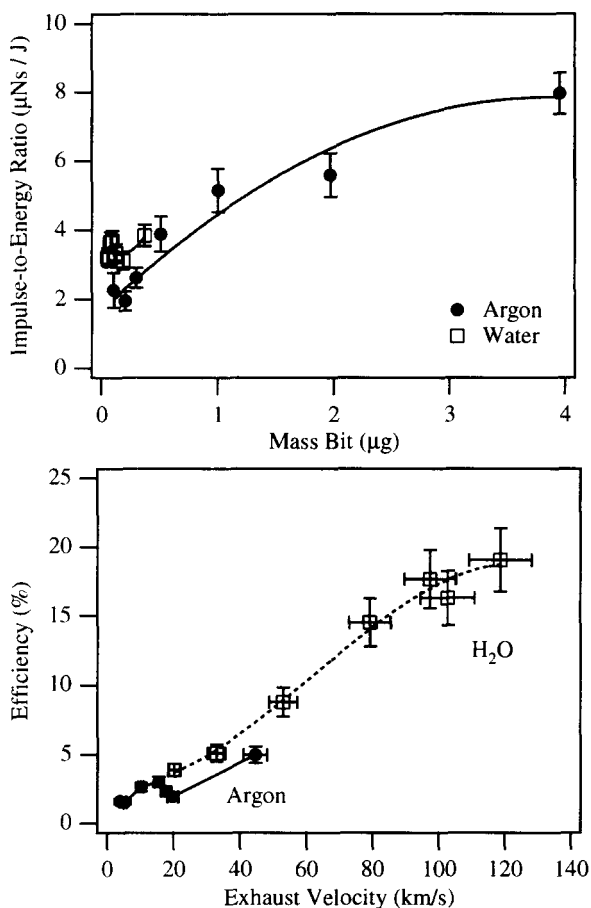 Impulse-to-Energy Ratio (μNs / J)
10
8
6
4
2
0
Argon
Water
0 1 2 3 4
Mass Bit (μg)
Efficiency (%)
25
20
15
10
5
0
H₂O
Argon
0 20 40 60 80 100 120 140
Exhaust Velocity (km/s)